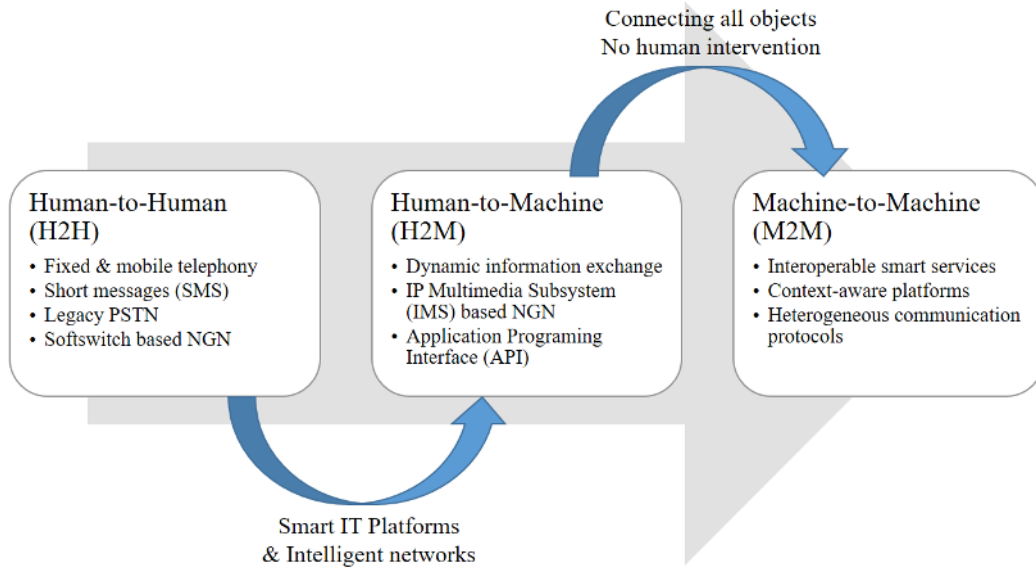 Connecting all objects
No human intervention
Human-to-Human
(H2H)
• Fixed & mobile telephony
• Short messages (SMS)
• Legacy PSTN
• Softswitch based NGN
Human-to-Machine
(H2M)
• Dynamic information exchange
• IP Multimedia Subsystem
(IMS) based NGN
• Application Programing
Interface (API)
Machine-to-Machine
(M2M)
• Interoperable smart services
• Context-aware platforms
• Heterogeneous communication
protocols
Smart IT Platforms
& Intelligent networks